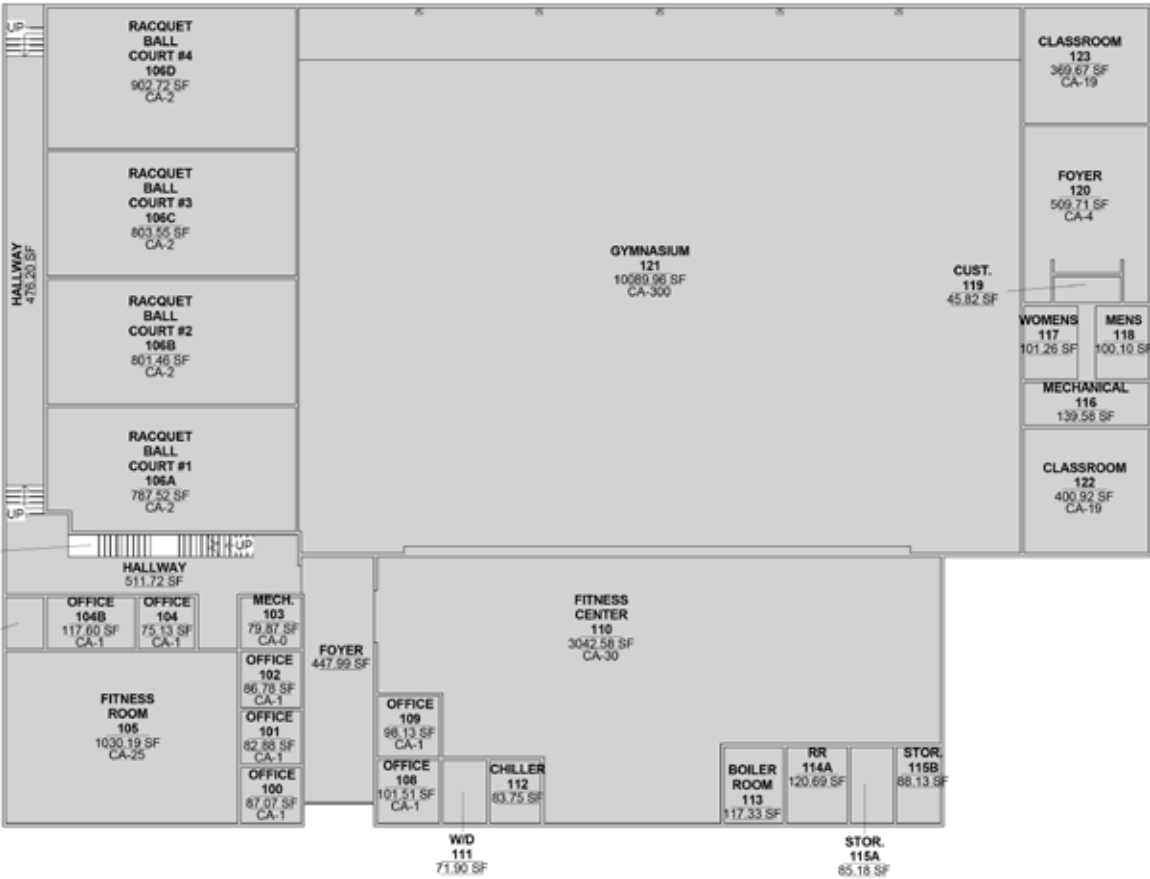 UP
RACQUET
BALL
COURT #4
106D
902.72 SF
CA-2
CLASSROOM
123
369.67 SF
CA-19
RACQUET
BALL
COURT #3
106C
803.55 SF
CA-2
FOYER
120
509.71 SF
CA-4
HALLWAY
476.20 SF
GYMNASIUM
121
10089.96 SF
CA-300
CUST.
119
45.82 SF
RACQUET
BALL
COURT #2
106B
801.46 SF
CA-2
WOMENS
117
101.26 SF
MENS
118
100.10 SF
MECHANICAL
116
139.58 SF
RACQUET
BALL
COURT #1
106A
787.52 SF
CA-2
CLASSROOM
122
400.92 SF
CA-19
UP
UP
HALLWAY
511.72 SF
OFFICE
104B
117.60 SF
CA-1
OFFICE
104
75.13 SF
CA-1
MECH.
103
79.87 SF
CA-0
FITNESS
CENTER
110
3042.58 SF
CA-30
FOYER
447.99 SF
OFFICE
102
86.78 SF
CA-1
FITNESS
ROOM
105
1030.19 SF
CA-25
OFFICE
101
82.88 SF
CA-1
OFFICE
109
98.13 SF
CA-1
OFFICE
100
87.07 SF
CA-1
OFFICE
108
101.51 SF
CA-1
CHILLER
112
83.75 SF
BOILER
ROOM
113
117.33 SF
RR
114A
120.69 SF
STOR.
115B
88.13 SF
W/D
111
71.90 SF
STOR.
115A
85.18 SF